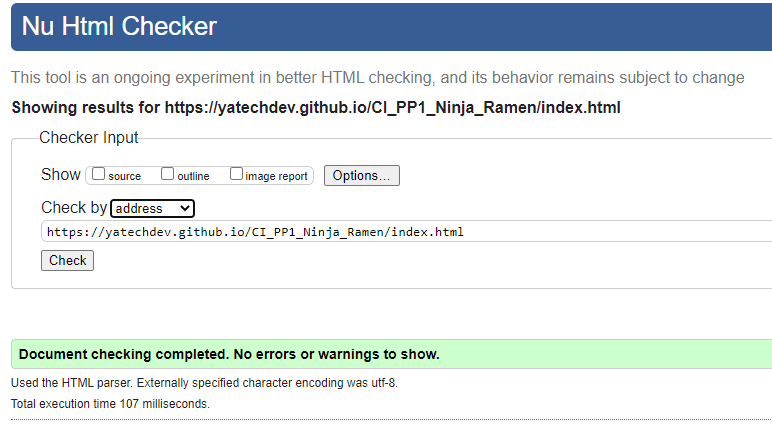 Nu Html Checker
This tool is an ongoing experiment in better HTML checking, and its behavior remains subject to change
Showing results for https://yatechdev.github.io/CI_PP1_Ninja_Ramen/index.html
Checker Input
Show source outline image report Options...
Check by address
https://yatechdev.github.io/CI_PP1_Ninja_Ramen/index.html
Check
Document checking completed. No errors or warnings to show.
Used the HTML parser. Externally specified character encoding was utf-8.
Total execution time 107 milliseconds.